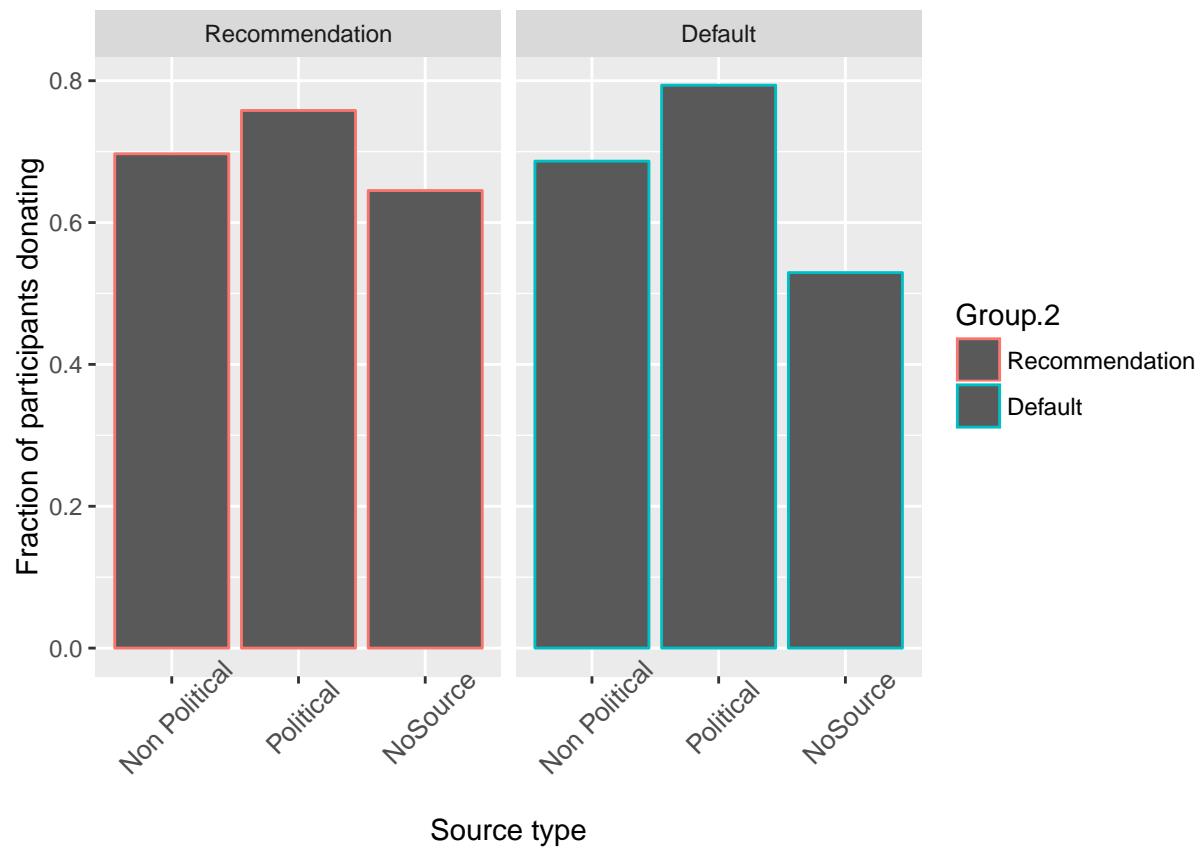 Recommendation
Default
0.8
0.6
0.4
0.2
0.0
Fraction of participants donating
Non Political
Political
NoSource
Non Political
Political
NoSource
Source type
Group.2
Recommendation
Default